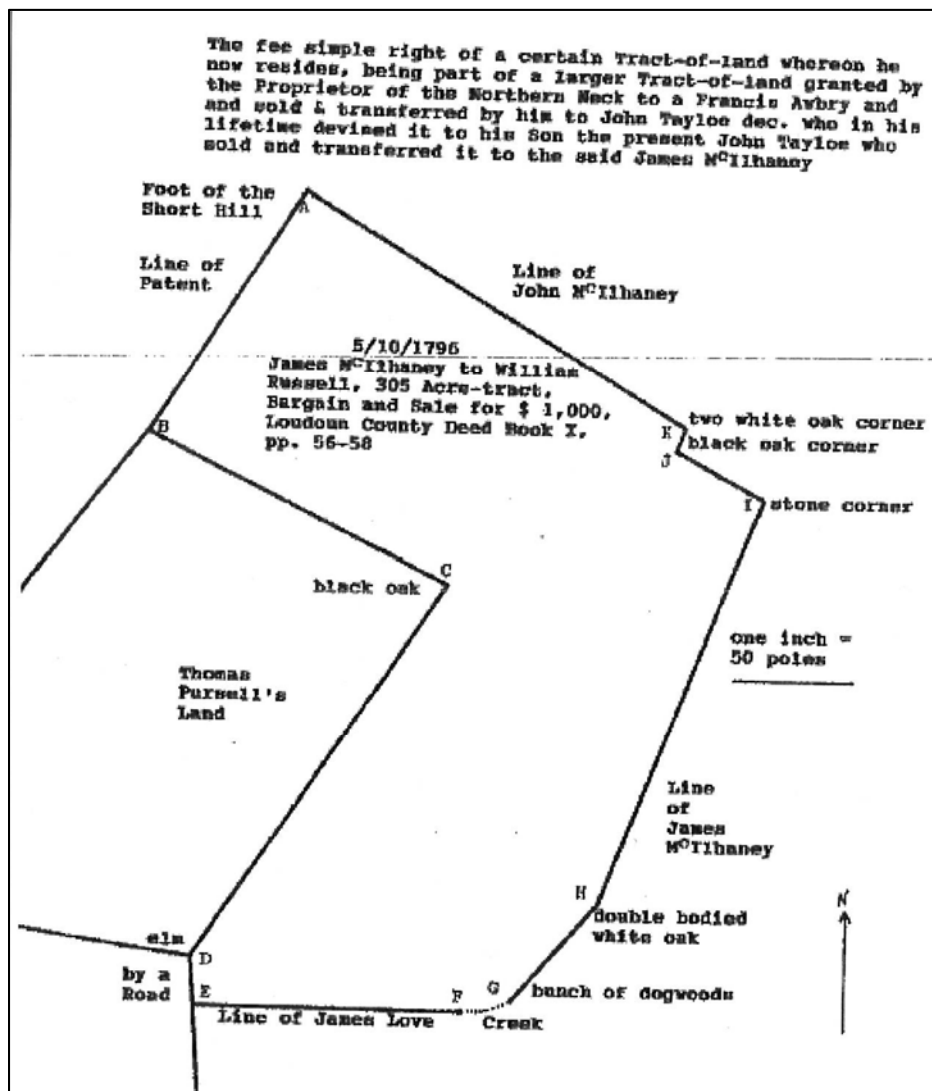 The fee simple right of a certain Tract-of-land whereon he
now resides, being part of a larger Tract-of-land granted by
the Proprietor of the Northern Neck to a Francis Awbry and
and sold & transferred by him to John Tayloe dec. who in his
lifetime devised it to his Son the present John Tayloe who
sold and transferred it to the said James McIlhaney
Foot of the
Short Hill
A
Line of
Patent
Line of
John McIlhaney
5/10/1796
James McIlhaney to William
Russell, 305 Acre-tract,
Bargain and Sale for $ 1,000,
Loudoun County Deed Book X,
pp. 56-58
B
K
two white oak corner
J
black oak corner
I
stone corner
C
black oak
one inch =
50 poles
Thomas
Pursell's
Land
Line
of
James
McIlhaney
H
double bodied
white oak
N
elm
D
by a
Road
E
F
G
bunch of dogwoods
Line of James Love
Creek